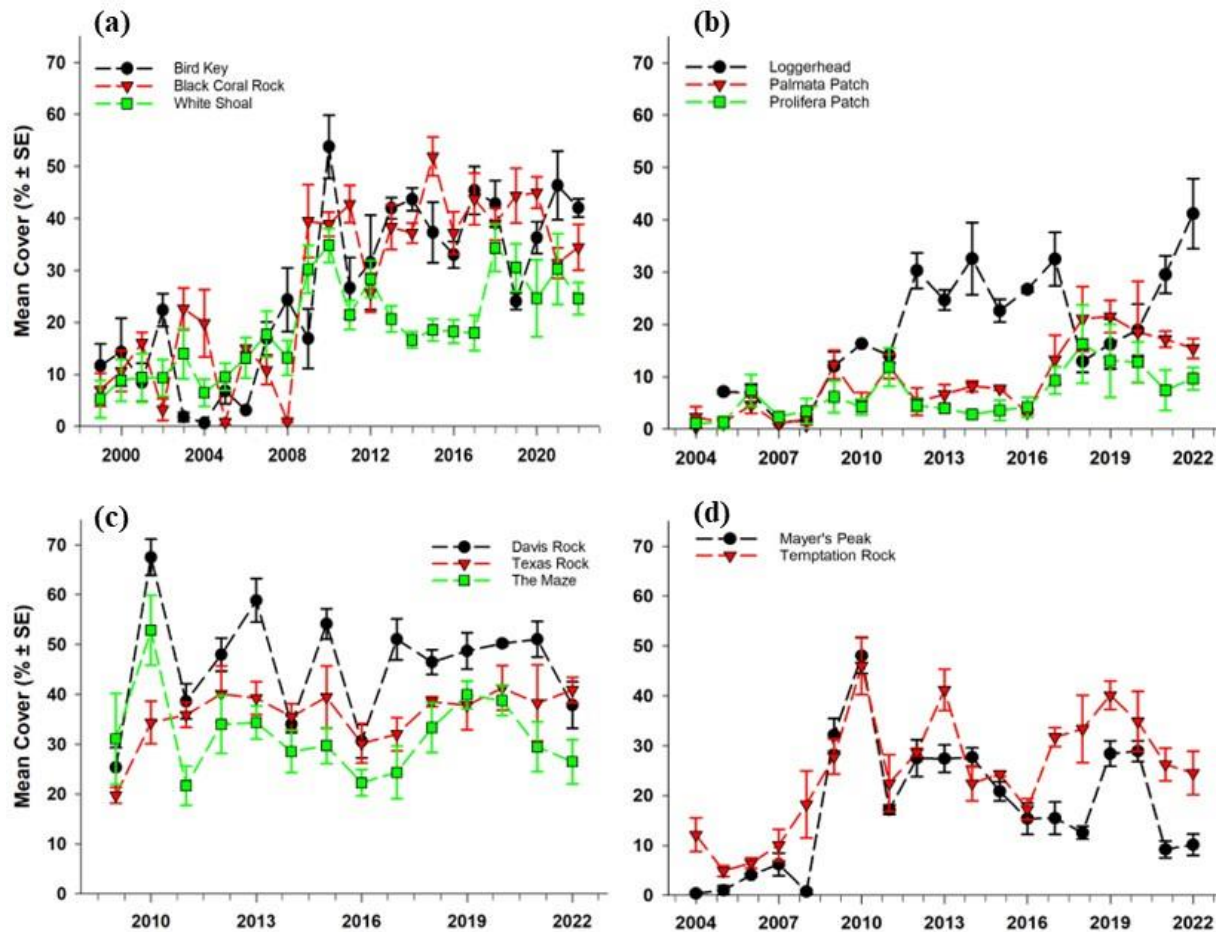 (a)
Mean Cover (% ± SE)
70
60
50
40
30
20
10
0
Bird Key
Black Coral Rock
White Shoal
2000 2004 2008 2012 2016 2020
(b)
70
60
50
40
30
20
10
0
Loggerhead
Palmata Patch
Prolifera Patch
2004 2007 2010 2013 2016 2019 2022
(c)
Mean Cover (% ± SE)
70
60
50
40
30
20
10
0
Davis Rock
Texas Rock
The Maze
2010 2013 2016 2019 2022
(d)
70
60
50
40
30
20
10
0
Mayer's Peak
Temptation Rock
2004 2007 2010 2013 2016 2019 2022